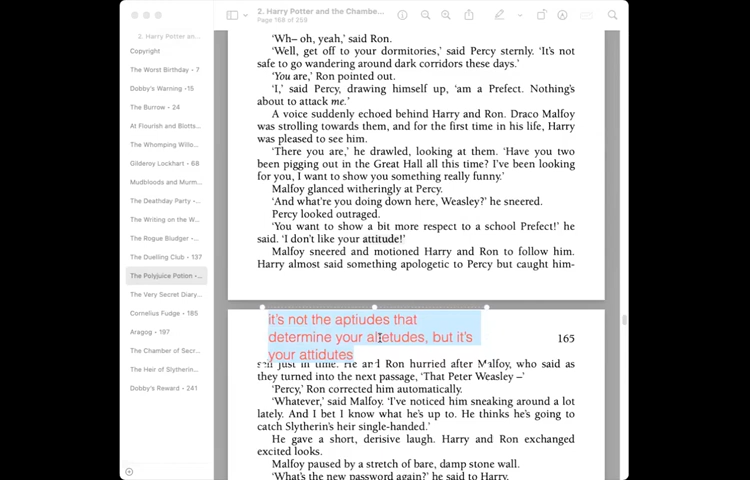 2. Harry Potter and the Chambe...
Page 168 of 258
2. Harry Potter an...
Copyright
The Worst Birthday • 7
Dobby's Warning • 15
The Burrow • 24
At Flourish and Blotts...
The Whomping Willo...
Gilderoy Lockhart • 68
Mudbloods and Murm...
The Deathday Party •...
The Writing on the W...
The Rogue Bludger •...
The Duelling Club • 137
The Polyjuice Potion •...
The Very Secret Diary...
Cornelius Fudge • 185
Aragog • 197
The Chamber of Secr...
The Heir of Slytherin...
Dobby's Reward • 241
'Wh– oh, yeah,' said Ron.
'Well, get off to your dormitories,' said Percy sternly. 'It's not
safe to go wandering around dark corridors these days.'
'You are,' Ron pointed out.
'I,' said Percy, drawing himself up, 'am a Prefect. Nothing's
about to attack me.'
A voice suddenly echoed behind Harry and Ron. Draco Malfoy
was strolling towards them, and for the first time in his life, Harry
was pleased to see him.
'There you are,' he drawled, looking at them. 'Have you two
been pigging out in the Great Hall all this time? I've been looking
for you, I want to show you something really funny.'
Malfoy glanced witheringly at Percy.
'And what're you doing down here, Weasley?' he sneered.
Percy looked outraged.
'You want to show a bit more respect to a school Prefect!' he
said. 'I don't like your attitude!'
Malfoy sneered and motioned Harry and Ron to follow him.
Harry almost said something apologetic to Percy but caught him-
it's not the aptiudes that
determine your altetudes, but it's
your attidutes
165
self just in time. He and Ron hurried after Malfoy, who said as
they turned into the next passage, 'That Peter Weasley –'
'Percy,' Ron corrected him automatically.
'Whatever,' said Malfoy. 'I've noticed him sneaking around a lot
lately. And I bet I know what he's up to. He thinks he's going to
catch Slytherin's heir single-handed.'
He gave a short, derisive laugh. Harry and Ron exchanged
excited looks.
Malfoy paused by a stretch of bare, damp stone wall.
'What's the new password again?' he said to Harry.